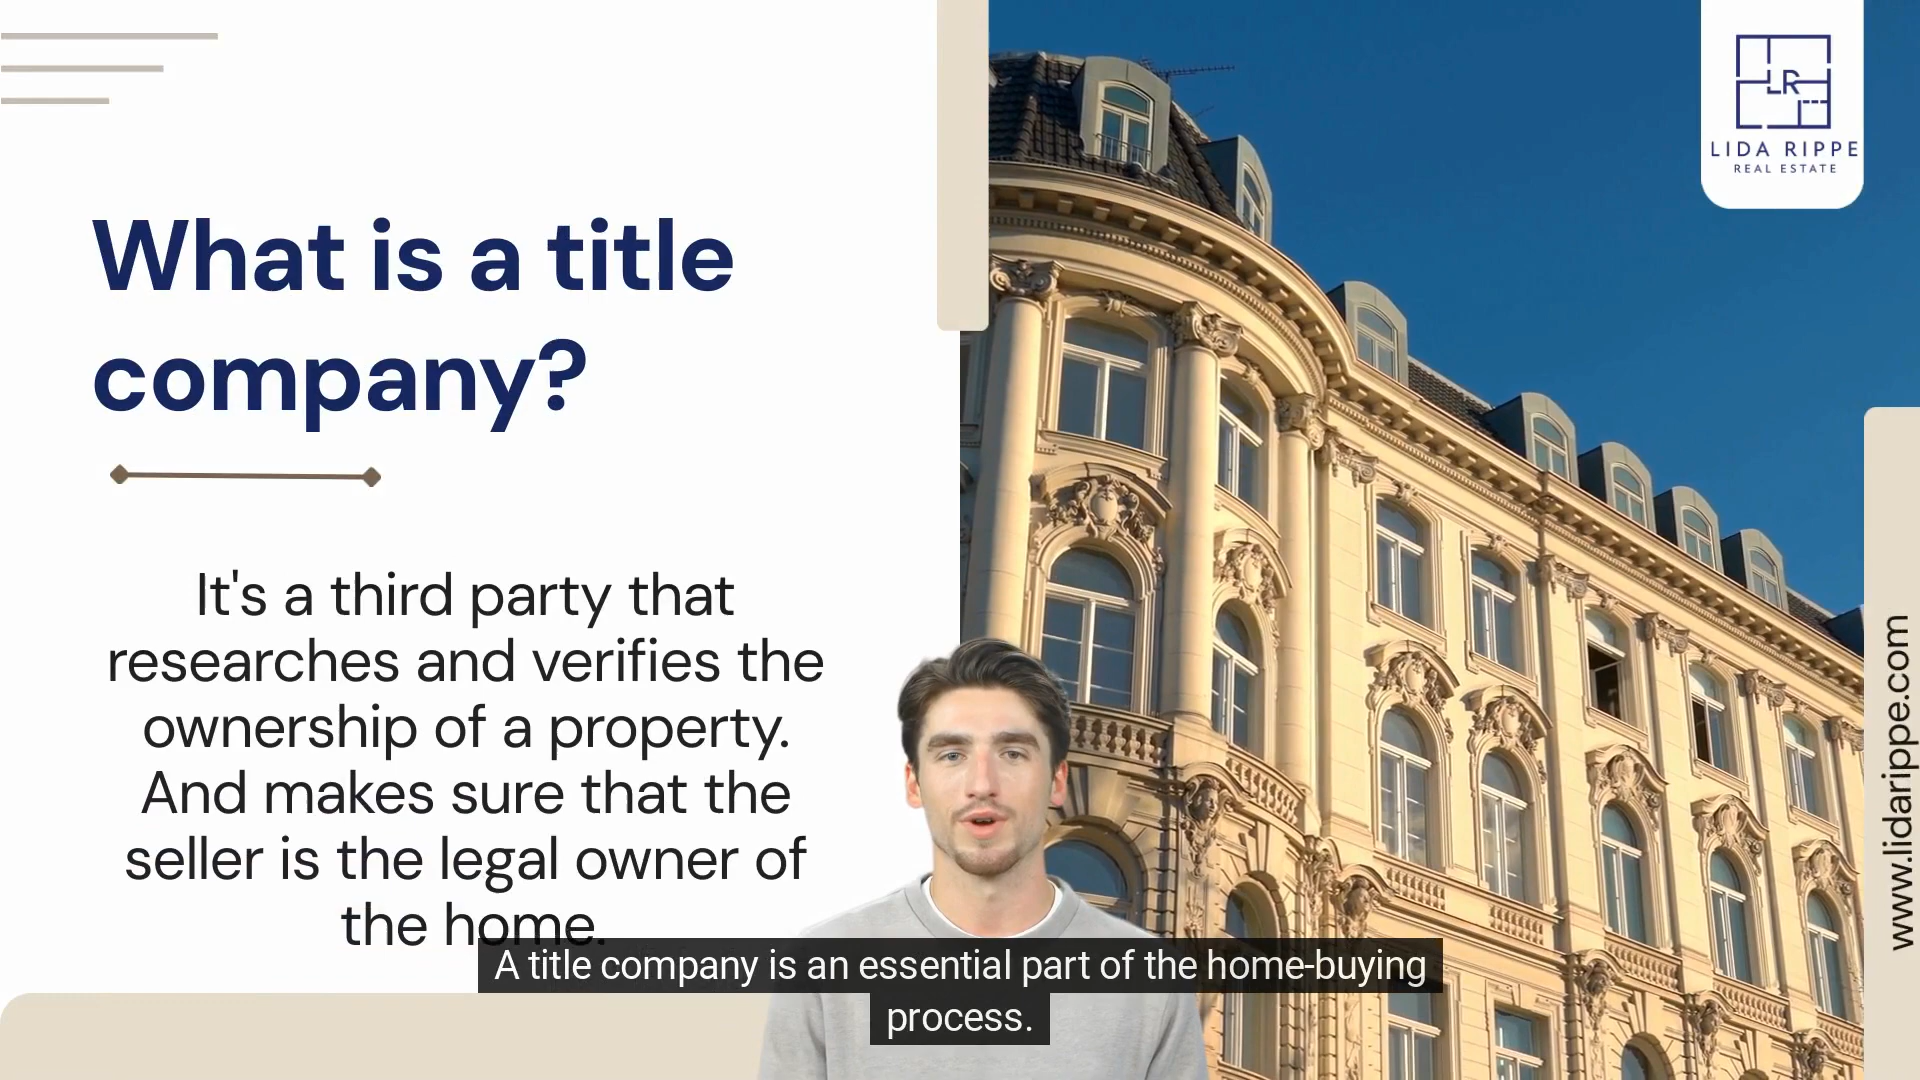 What is a title
company?
It's a third party that
researches and verifies the
ownership of a property.
And makes sure that the
seller is the legal owner of
the home.
A title company is an essential part of the home-buying
process.
LR
LIDA RIPPE
REAL ESTATE
www.lidarippe.com